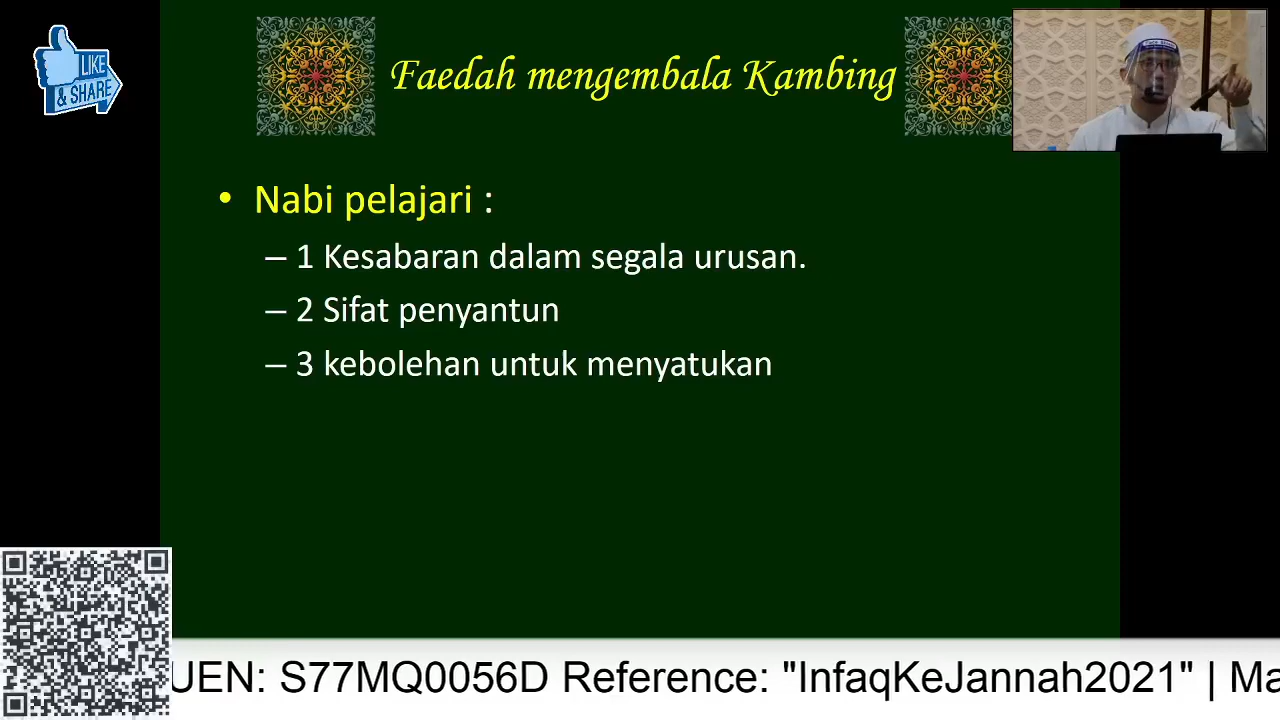 LIKE
& SHARE
Faedah mengembala Kambing
• Nabi pelajari :
– 1 Kesabaran dalam segala urusan.
– 2 Sifat penyantun
– 3 kebolehan untuk menyatukan
UEN: S77MQ0056D Reference: "InfaqKeJannah2021" | Ma